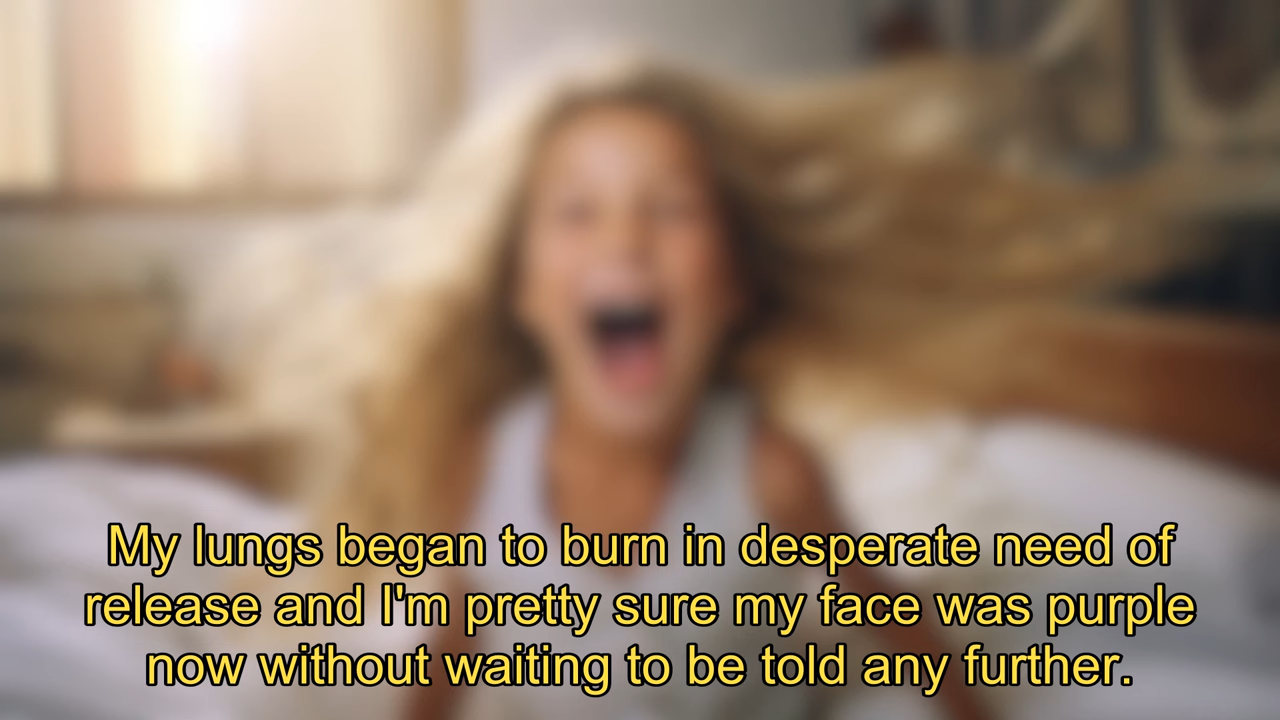 My lungs began to burn in desperate need of
release and I'm pretty sure my face was purple
now without waiting to be told any further.